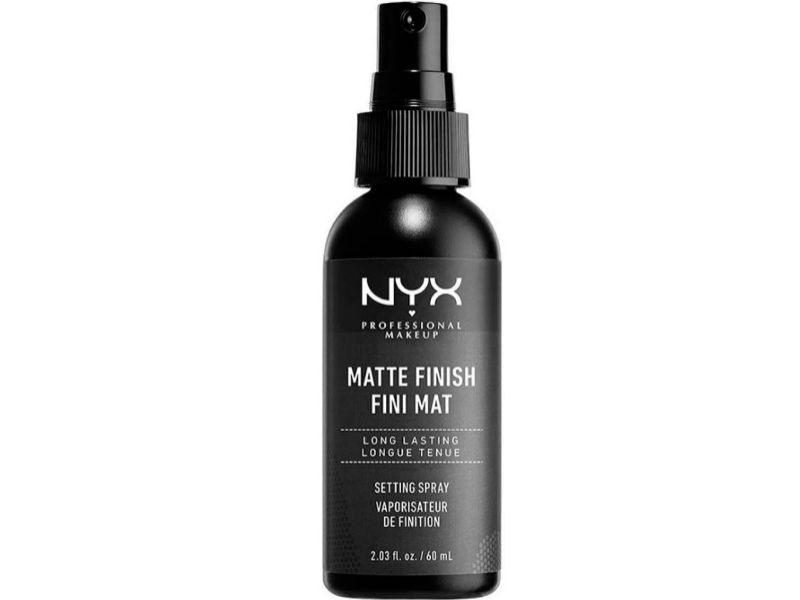 NYX
PROFESSIONAL
MAKEUP
MATTE FINISH
FINI MAT
LONG LASTING
LONGUE TENUE
SETTING SPRAY
VAPORISATEUR
DE FINITION
2.03 fl. oz. / 60 mL